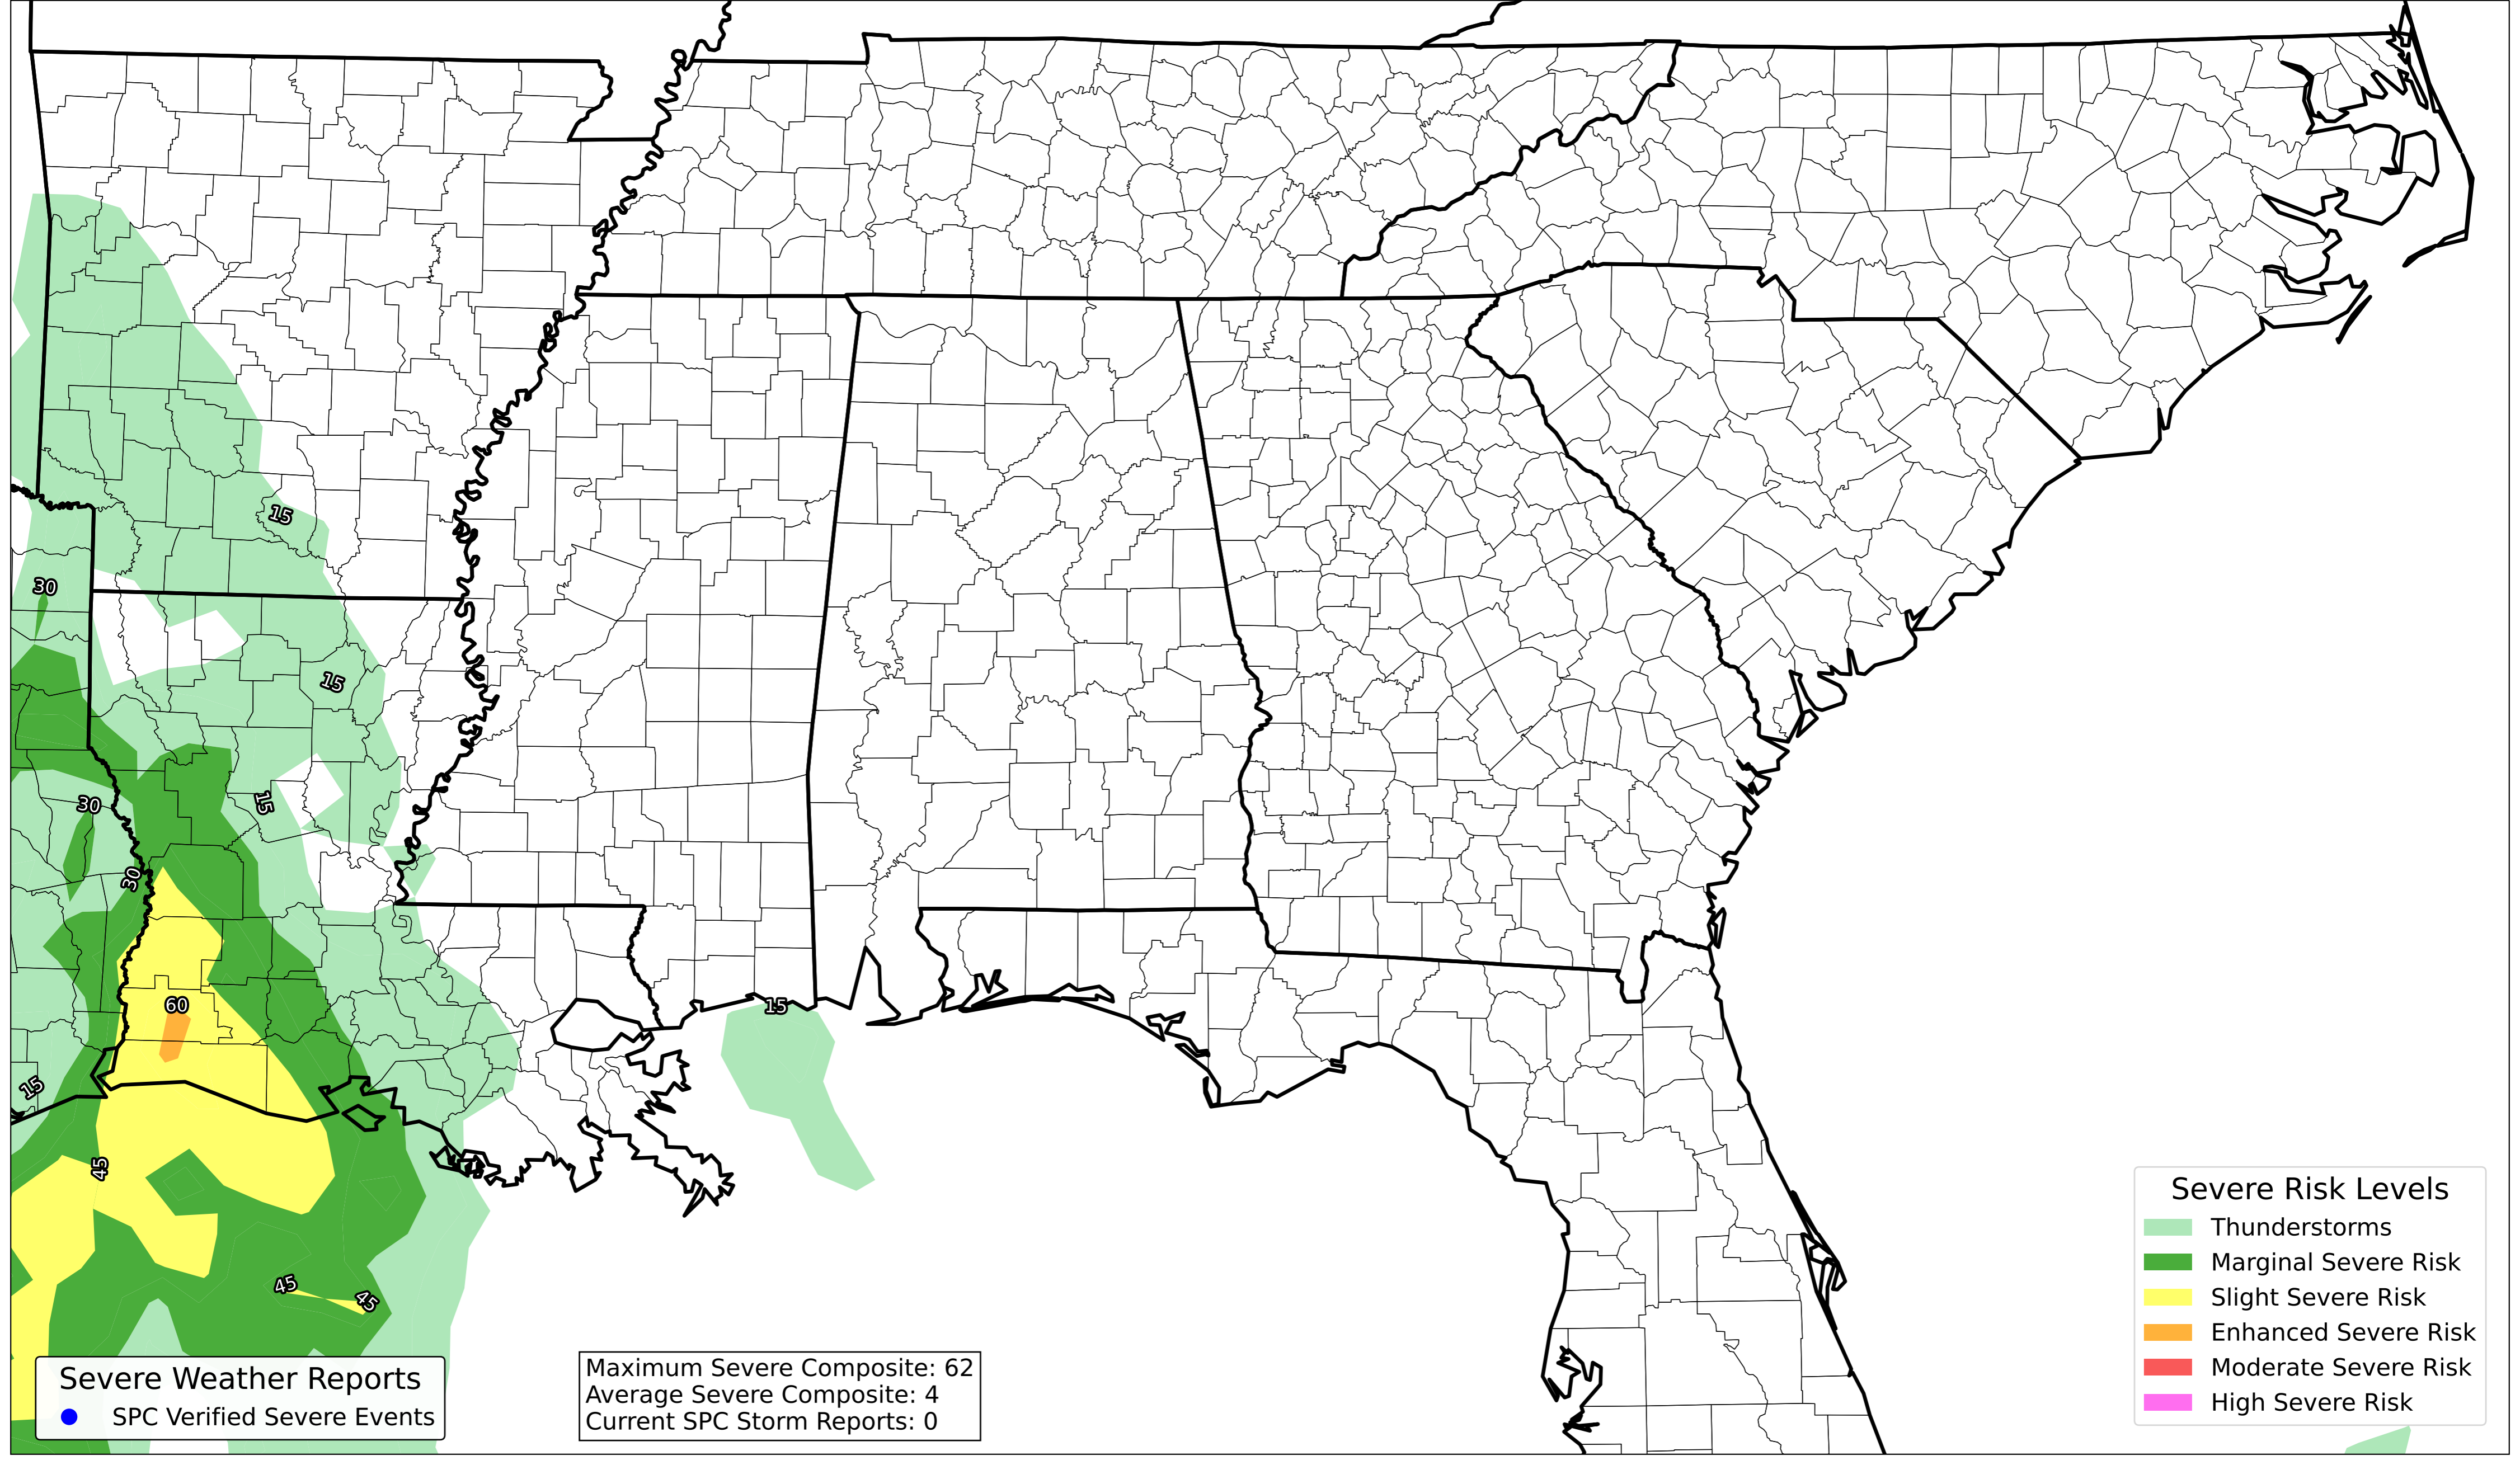 15
30
15
30
15
30
60
15
15
45
45
45
Severe Risk Levels
Thunderstorms
Marginal Severe Risk
Slight Severe Risk
Enhanced Severe Risk
Moderate Severe Risk
High Severe Risk
Severe Weather Reports
SPC Verified Severe Events
Maximum Severe Composite: 62
Average Severe Composite: 4
Current SPC Storm Reports: 0